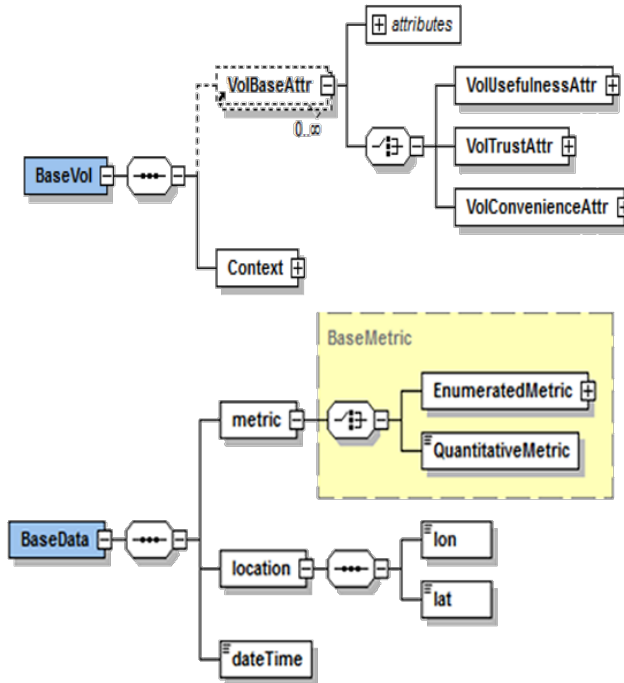 attributes
VolBaseAttr
0..∞
VolUsefulnessAttr
VolTrustAttr
VolConvenienceAttr
BaseVol
Context
BaseMetric
EnumeratedMetric
metric
QuantitativeMetric
BaseData
lon
location
lat
dateTime